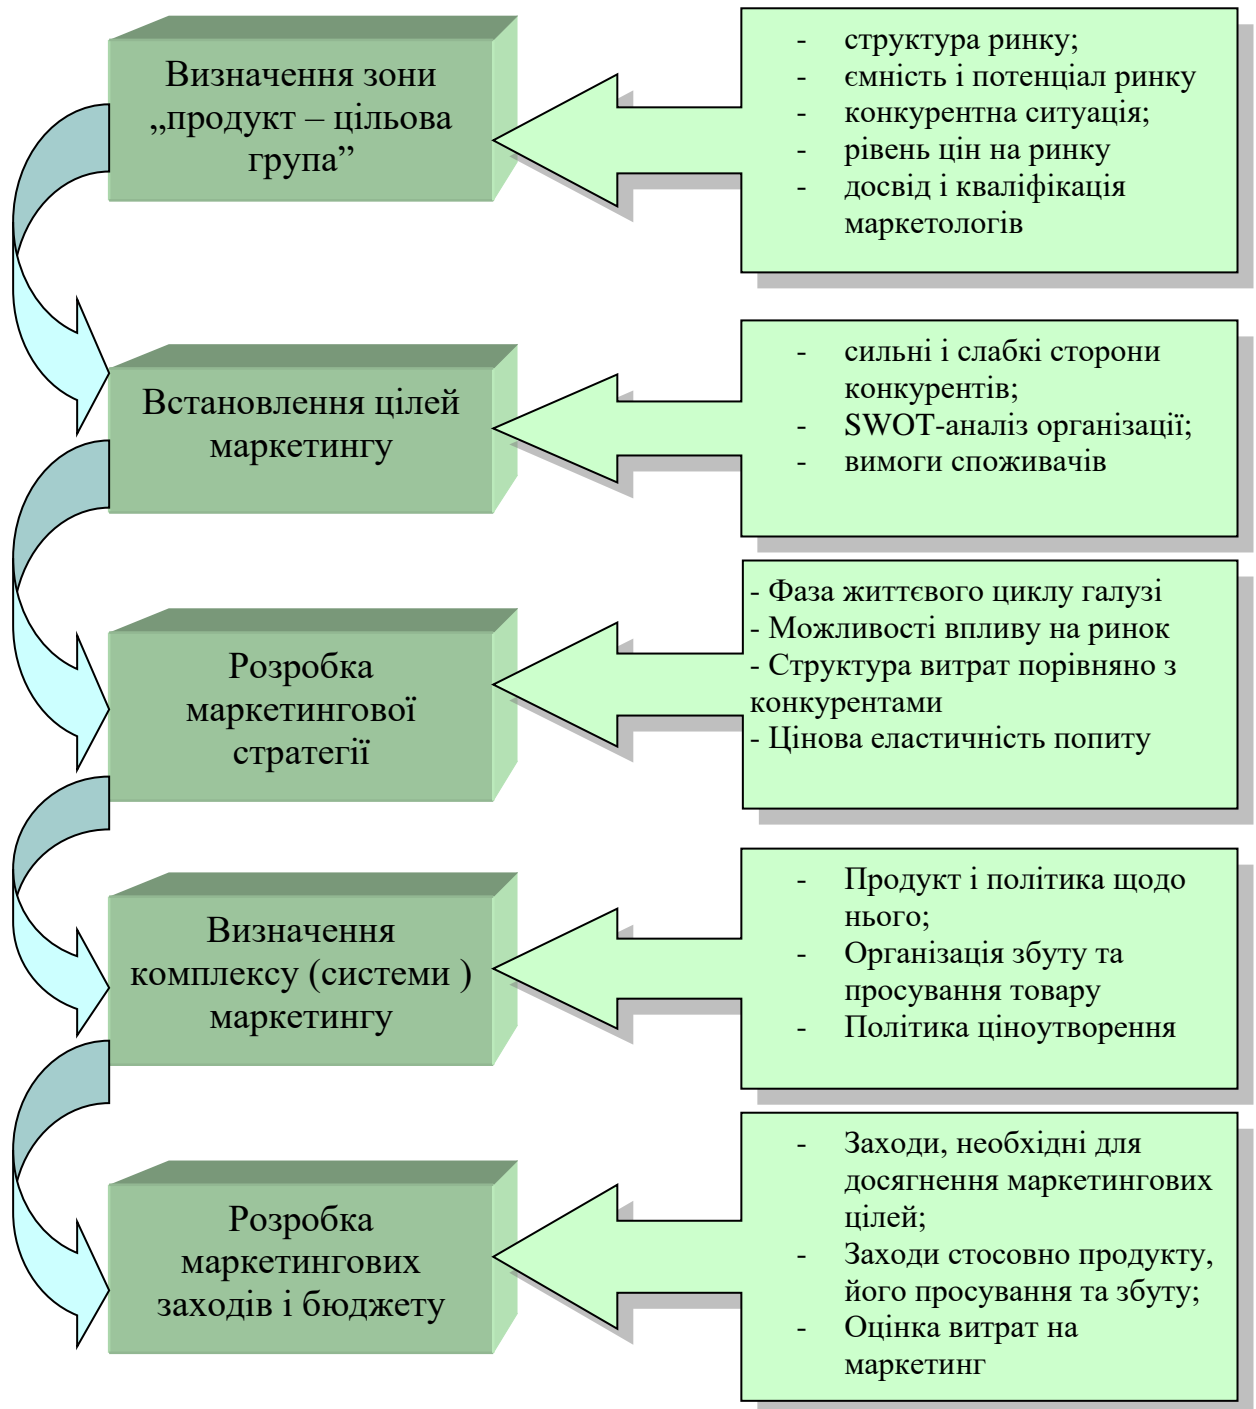 Визначення зони
„продукт – цільова
група”
- структура ринку;
- ємність і потенціал ринку
- конкурентна ситуація;
- рівень цін на ринку
- досвід і кваліфікація
маркетологів
Встановлення цілей
маркетингу
- сильні і слабкі сторони
конкурентів;
- SWOT-аналіз організації;
- вимоги споживачів
Розробка
маркетингової
стратегії
- Фаза життєвого циклу галузі
- Можливості впливу на ринок
- Структура витрат порівняно з
конкурентами
- Цінова еластичність попиту
Визначення
комплексу (системи )
маркетингу
- Продукт і політика щодо
нього;
- Організація збуту та
просування товару
- Політика ціноутворення
Розробка
маркетингових
заходів і бюджету
- Заходи, необхідні для
досягнення маркетингових
цілей;
- Заходи стосовно продукту,
його просування та збуту;
- Оцінка витрат на
маркетинг